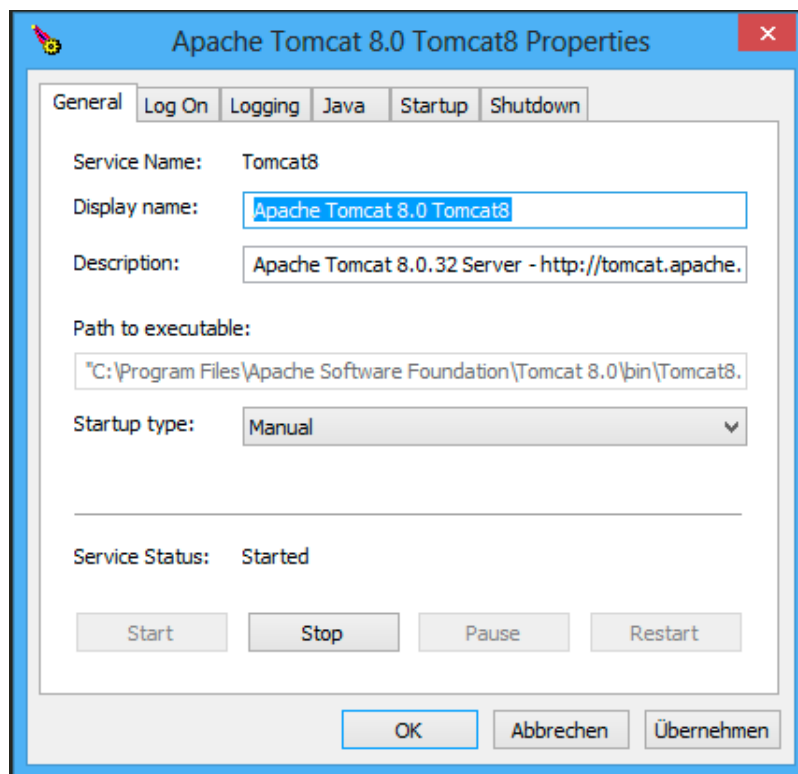 Apache Tomcat 8.0 Tomcat8 Properties
General Log On Logging Java Startup Shutdown
Service Name: Tomcat8
Display name: Apache Tomcat 8.0 Tomcat8
Description: Apache Tomcat 8.0.32 Server - http://tomcat.apache.
Path to executable:
"C:\Program Files\Apache Software Foundation\Tomcat 8.0\bin\Tomcat8.
Startup type: Manual
Service Status: Started
Start Stop Pause Restart
OK Abbrechen Übernehmen